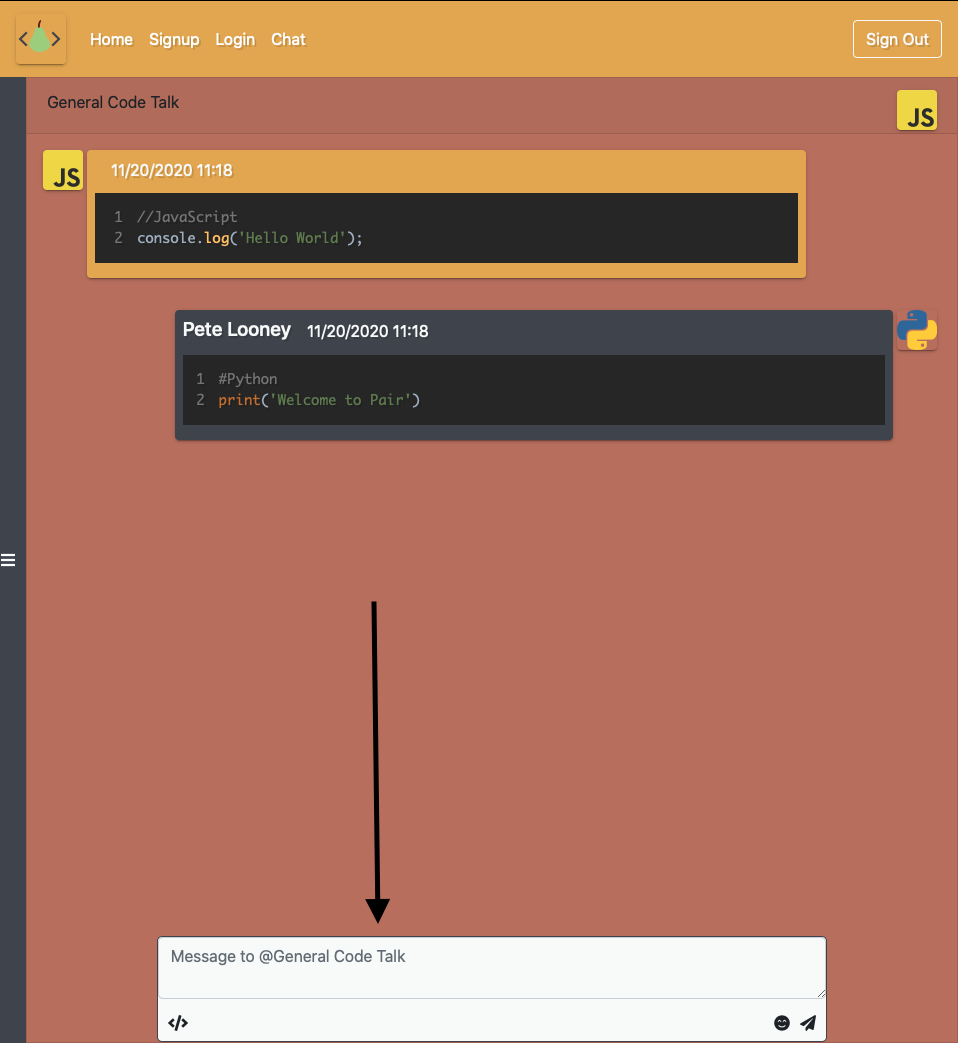 Home Signup Login Chat Sign Out
General Code Talk
JS
JS
11/20/2020 11:18
1 //JavaScript
2 console.log('Hello World');
Pete Looney 11/20/2020 11:18
1 #Python
2 print('Welcome to Pair')
Message to @General Code Talk